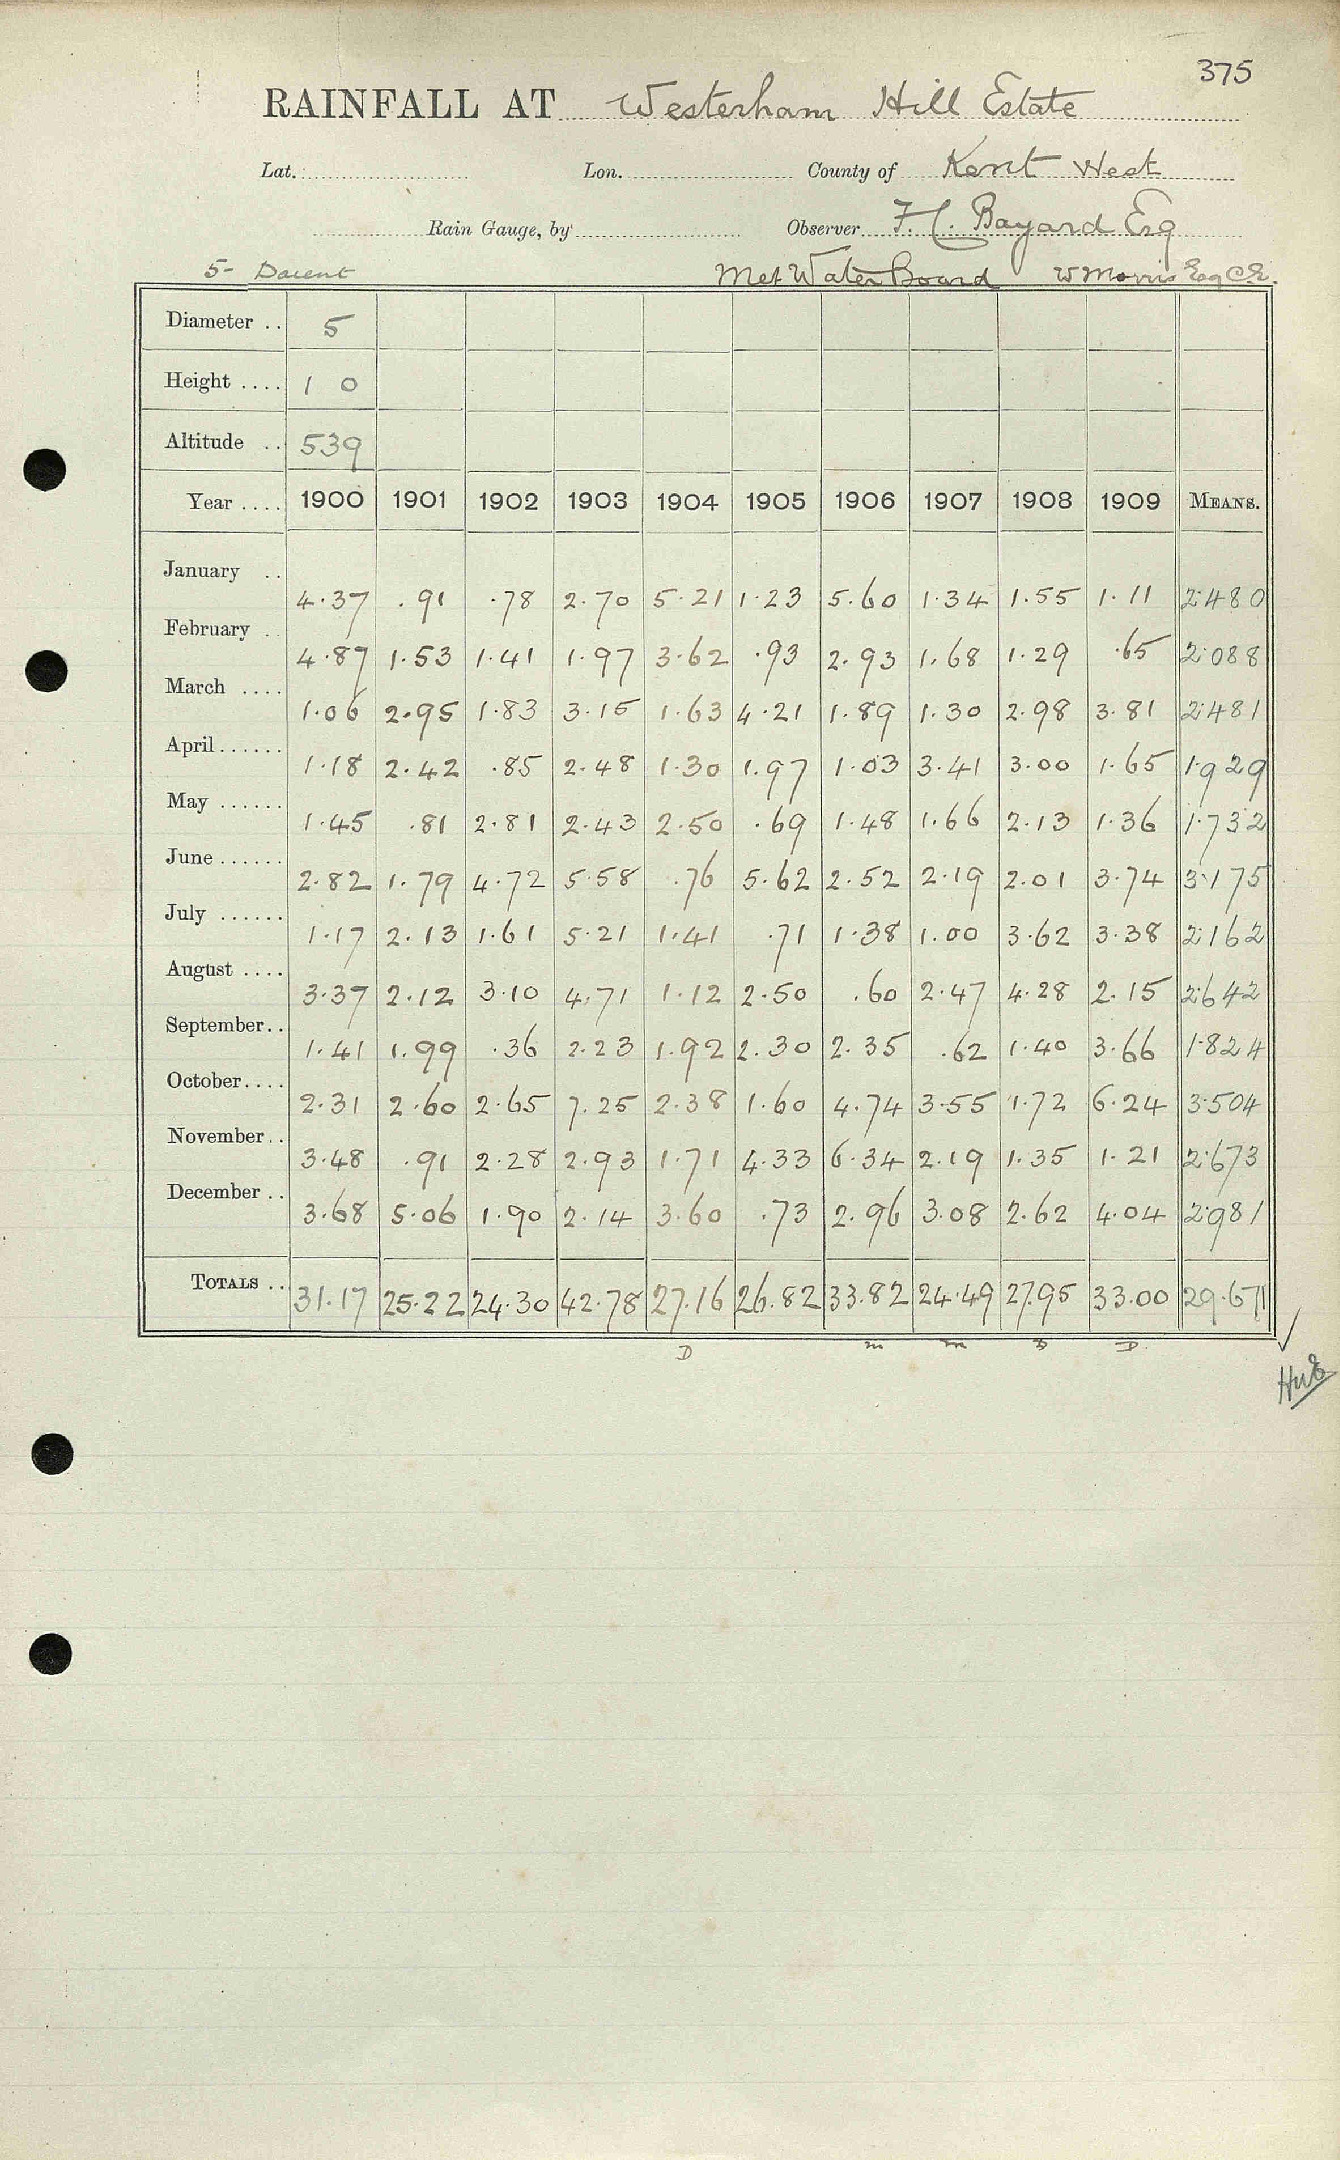 375
RAINFALL AT Westerham Hill Estate
Lat. Lon. County of Kent West
Rain Gauge, by Observer F. C. Bayard Esq
5- Darent Met Water Board W Morris Esq C.E.
Diameter .. 5
Height .... 1 0
Altitude .. 539
Year .... 1900 1901 1902 1903 1904 1905 1906 1907 1908 1909 MEANS.
January .. 4.37 .91 .78 2.70 5.21 1.23 5.60 1.34 1.55 1.11 2.480
February .. 4.87 1.53 1.41 1.97 3.62 .93 2.93 1.68 1.29 .65 2.088
March .... 1.06 2.95 1.83 3.15 1.63 4.21 1.89 1.30 2.98 3.81 2.481
April...... 1.18 2.42 .85 2.48 1.30 1.97 1.03 3.41 3.00 1.65 1.929
May ...... 1.45 .81 2.81 2.43 2.50 .69 1.48 1.66 2.13 1.36 1.732
June ...... 2.82 1.79 4.72 5.58 .76 5.62 2.52 2.19 2.01 3.74 3.175
July ...... 1.17 2.13 1.61 5.21 1.41 .71 1.38 1.00 3.62 3.38 2.162
August .... 3.37 2.12 3.10 4.71 1.12 2.50 .60 2.47 4.28 2.15 2.642
September.. 1.41 1.99 .36 2.23 1.92 2.30 2.35 .62 1.40 3.66 1.824
October.... 2.31 2.60 2.65 7.25 2.38 1.60 4.74 3.55 1.72 6.24 3.504
November.. 3.48 .91 2.28 2.93 1.71 4.33 6.34 2.19 1.35 1.21 2.673
December .. 3.68 5.06 1.90 2.14 3.60 .73 2.96 3.08 2.62 4.04 2.981
TOTALS .. 31.17 25.22 24.30 42.78 27.16 26.82 33.82 24.49 27.95 33.00 29.671
D m m D D